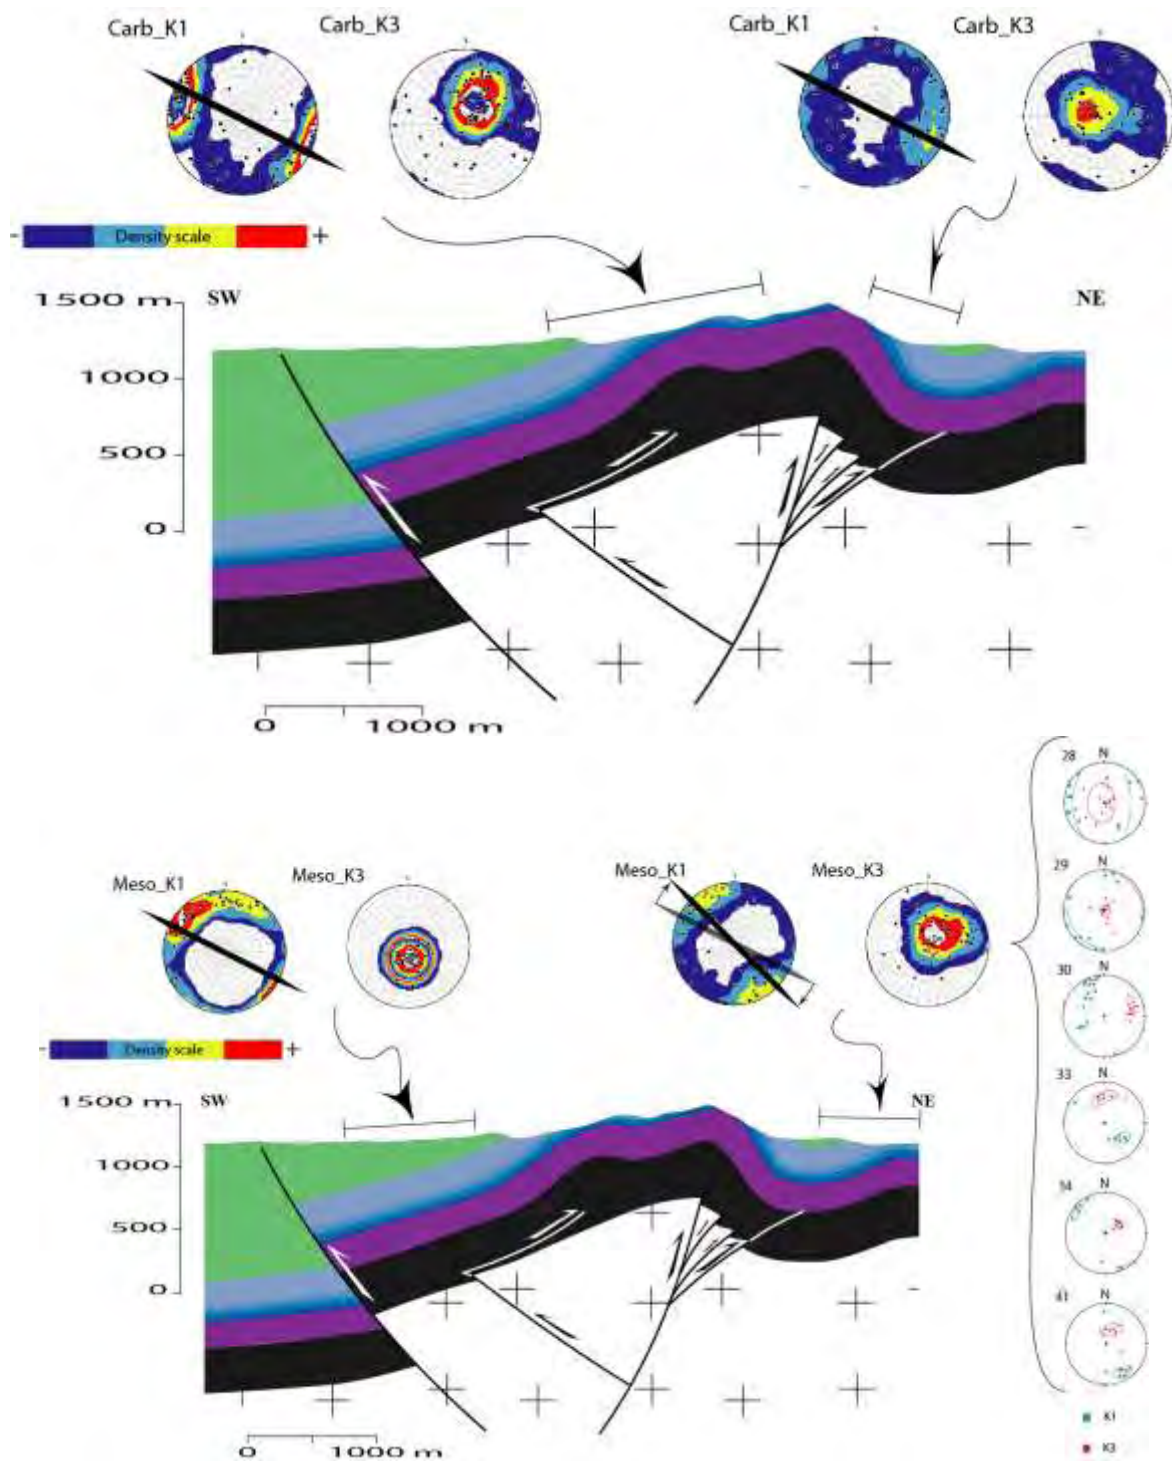 Carb_K1
Carb_K3
Carb_K1
Carb_K3
- Density scale +
1500 m
SW
NE
1000
500
0
0 1000 m
28
N
Meso_K1
Meso_K3
Meso_K1
Meso_K3
29
N
30
N
- Density scale +
33
N
1500 m
SW
NE
1000
500
0
34
N
41
N
K1
K3
0 1000 m